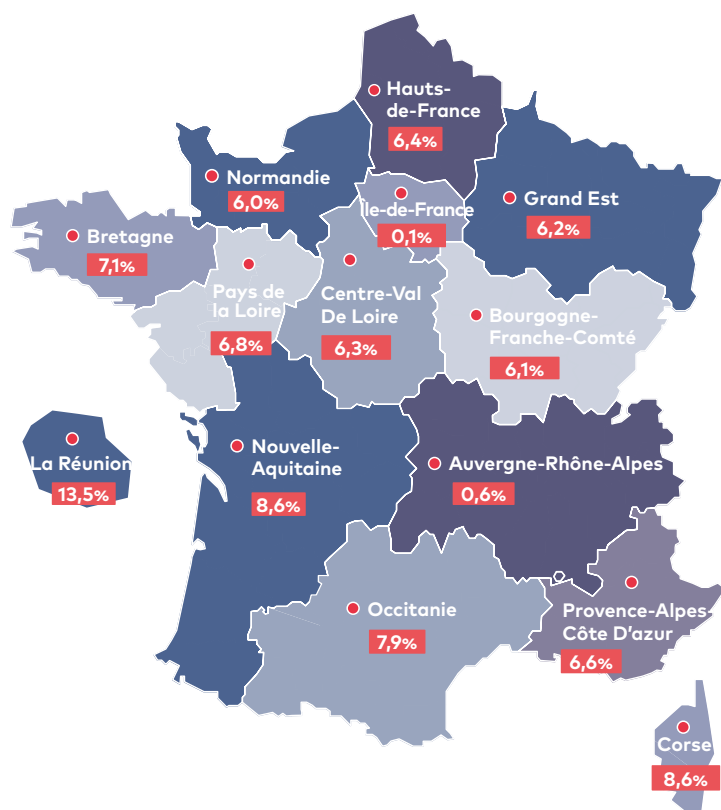 Hauts-
de-France
6,4%
Normandie
6,0%
Île-de-France
0,1%
Grand Est
6,2%
Bretagne
7,1%
Pays de
la Loire
6,8%
Centre-Val
De Loire
6,3%
Bourgogne-
Franche-Comté
6,1%
La Réunion
13,5%
Nouvelle-
Aquitaine
8,6%
Auvergne-Rhône-Alpes
0,6%
Occitanie
7,9%
Provence-Alpes-
Côte D'azur
6,6%
Corse
8,6%